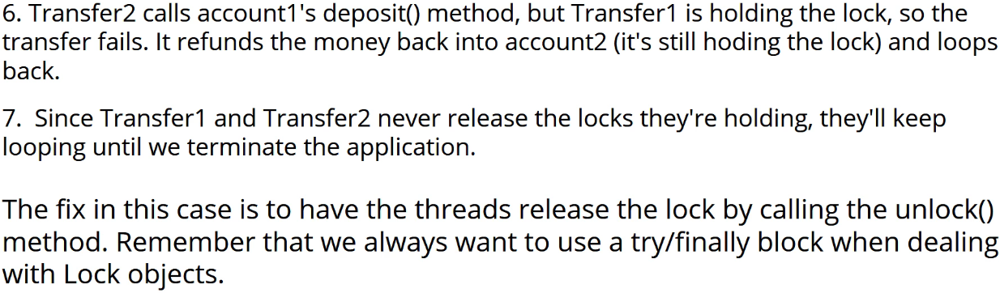 6. Transfer2 calls account1's deposit() method, but Transfer1 is holding the lock, so the
transfer fails. It refunds the money back into account2 (it's still hoding the lock) and loops
back.
7.  Since Transfer1 and Transfer2 never release the locks they're holding, they'll keep
looping until we terminate the application.
The fix in this case is to have the threads release the lock by calling the unlock()
method. Remember that we always want to use a try/finally block when dealing
with Lock objects.